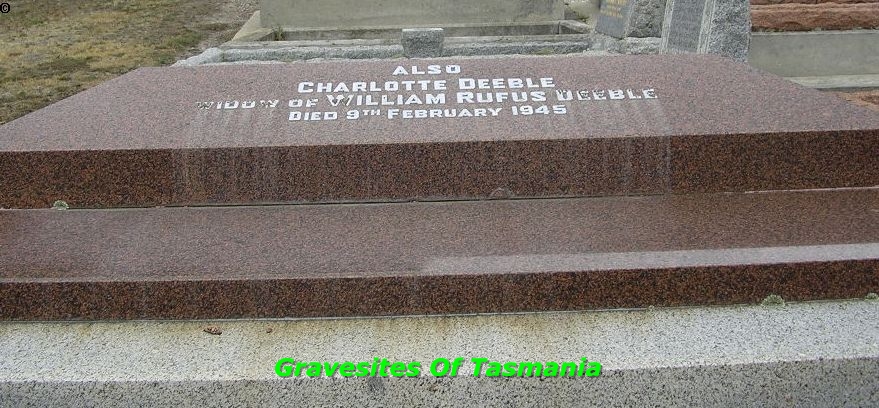 ©
ALSO
CHARLOTTE DEEBLE
WIDOW OF WILLIAM RUFUS DEEBLE
DIED 9TH FEBRUARY 1945
Gravesites Of Tasmania